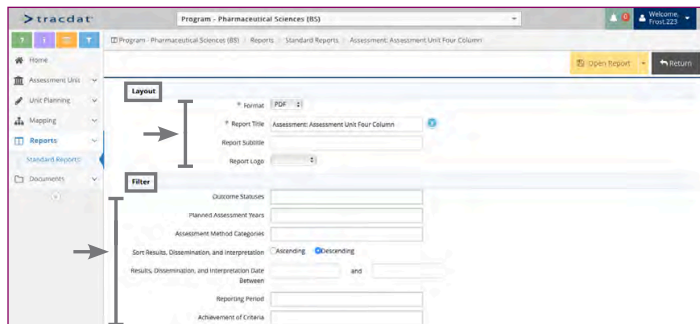 tracdat
Program - Pharmaceutical Sciences (BS)
Welcome,
Frost.223
Program - Pharmaceutical Sciences (BS) Reports Standard Reports Assessment: Assessment Unit Four Column
Home
Open Report
Return
Assessment Unit
Layout
Unit Planning
* Format PDF
Mapping
* Report Title Assessment: Assessment Unit Four Column
Reports
Report Subtitle
Standard Reports
Report Logo
Documents
Filter
Outcome Statuses
Planned Assessment Years
Assessment Method Categories
Sort Results, Dissemination, and Interpretation Ascending Descending
Results, Dissemination, and Interpretation Date and
Between
Reporting Period
Achievement of Criteria